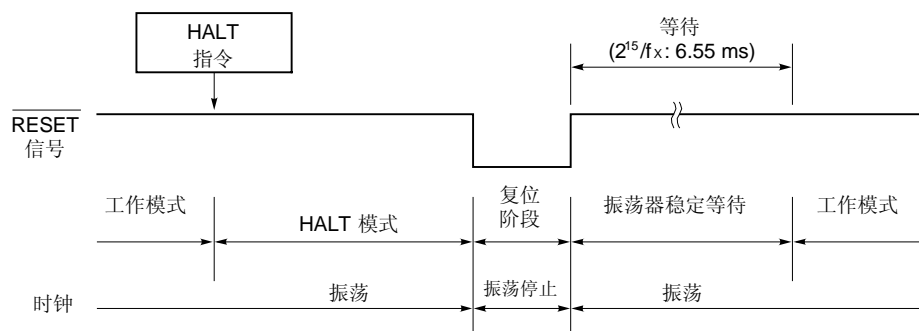 HALT
指令
等待
(2¹⁵/fx: 6.55 ms)
RESET
信号
工作模式
HALT 模式
复位
阶段
振荡器稳定等待
工作模式
时钟
振荡
振荡停止
振荡